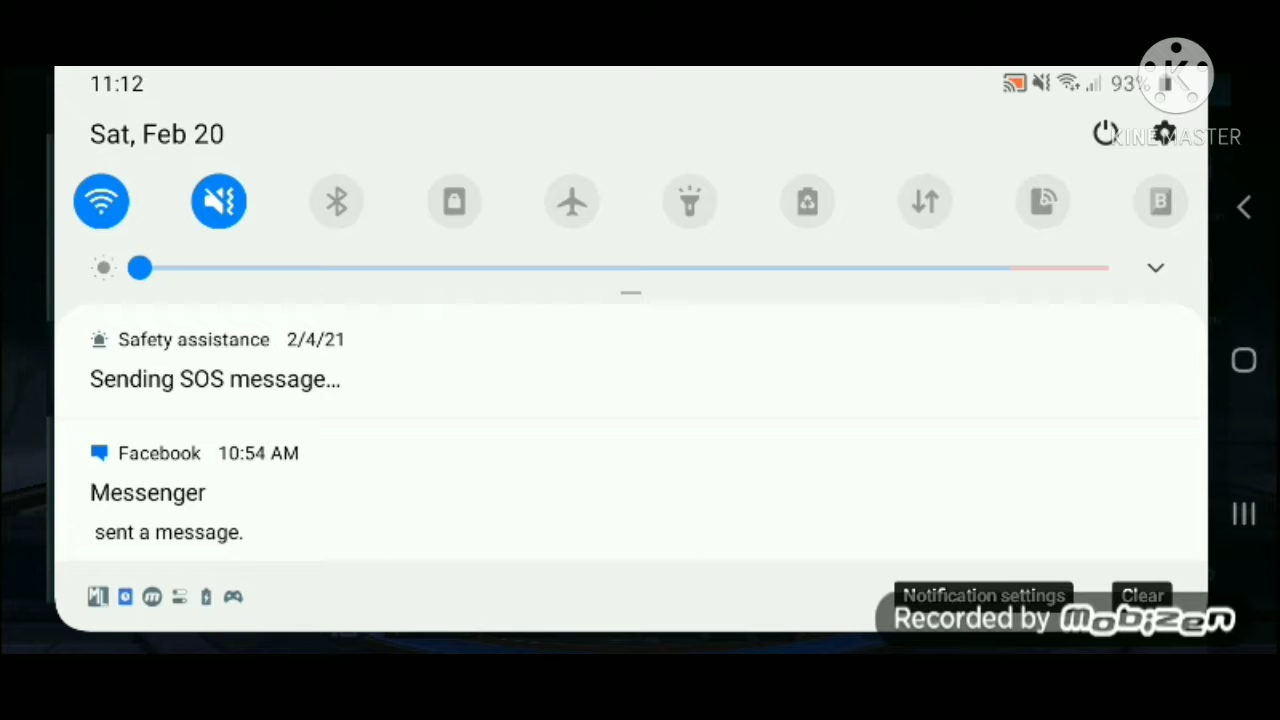 11:12
93%
Sat, Feb 20
KINEMASTER
Safety assistance 2/4/21
Sending SOS message...
Facebook 10:54 AM
Messenger
sent a message.
Notification settings Clear
Recorded by mobizen